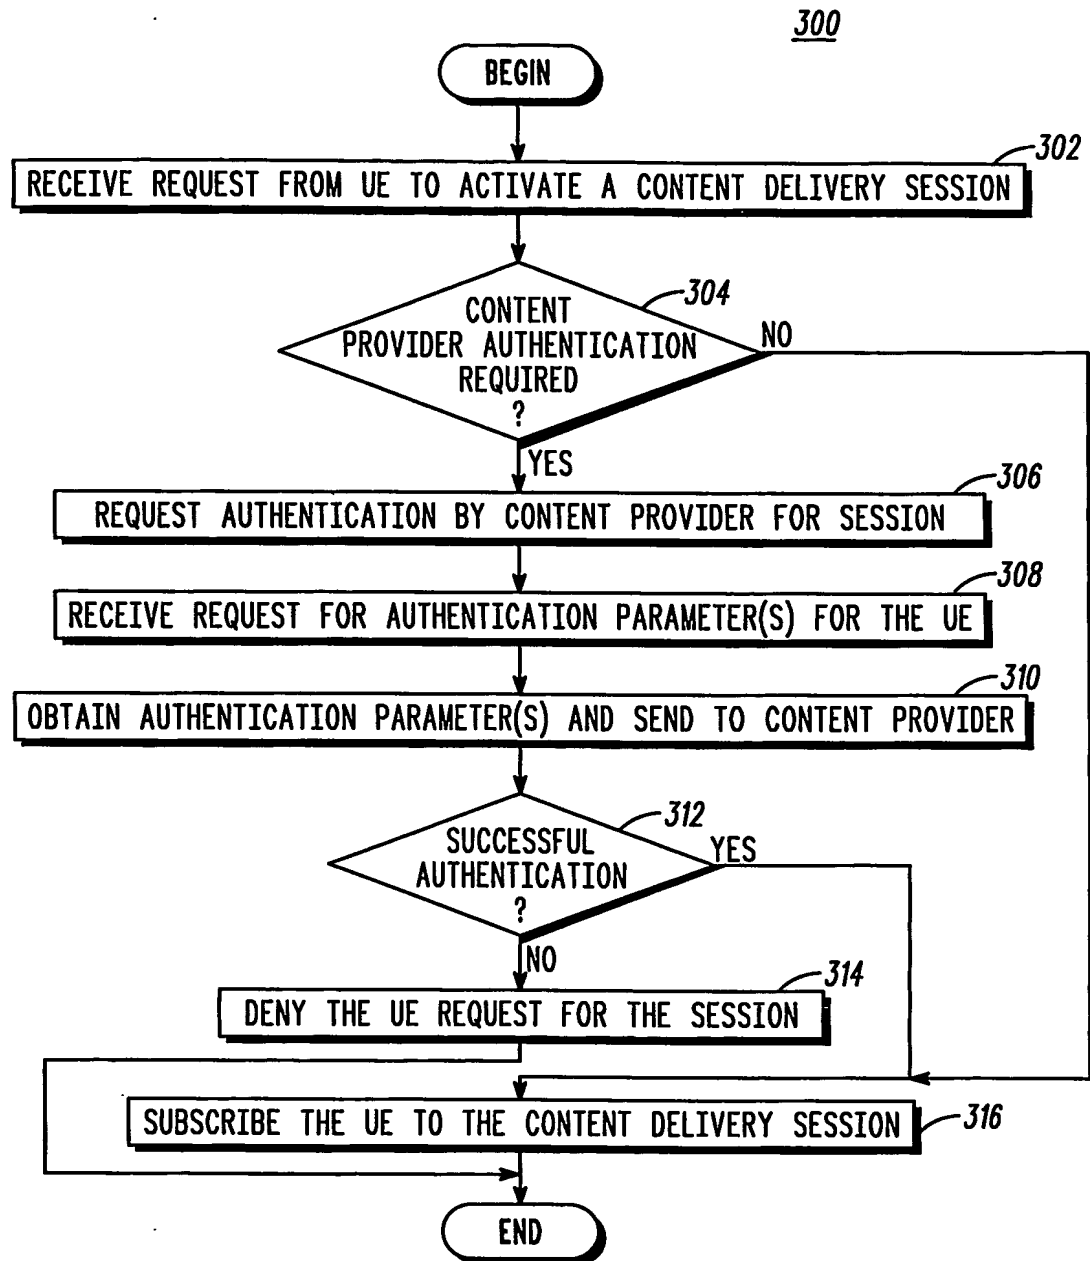 300
BEGIN
302
RECEIVE REQUEST FROM UE TO ACTIVATE A CONTENT DELIVERY SESSION
304
CONTENT
PROVIDER AUTHENTICATION
REQUIRED
?
NO
YES
306
REQUEST AUTHENTICATION BY CONTENT PROVIDER FOR SESSION
308
RECEIVE REQUEST FOR AUTHENTICATION PARAMETER(S) FOR THE UE
310
OBTAIN AUTHENTICATION PARAMETER(S) AND SEND TO CONTENT PROVIDER
312
SUCCESSFUL
AUTHENTICATION
?
YES
NO
314
DENY THE UE REQUEST FOR THE SESSION
SUBSCRIBE THE UE TO THE CONTENT DELIVERY SESSION
316
END